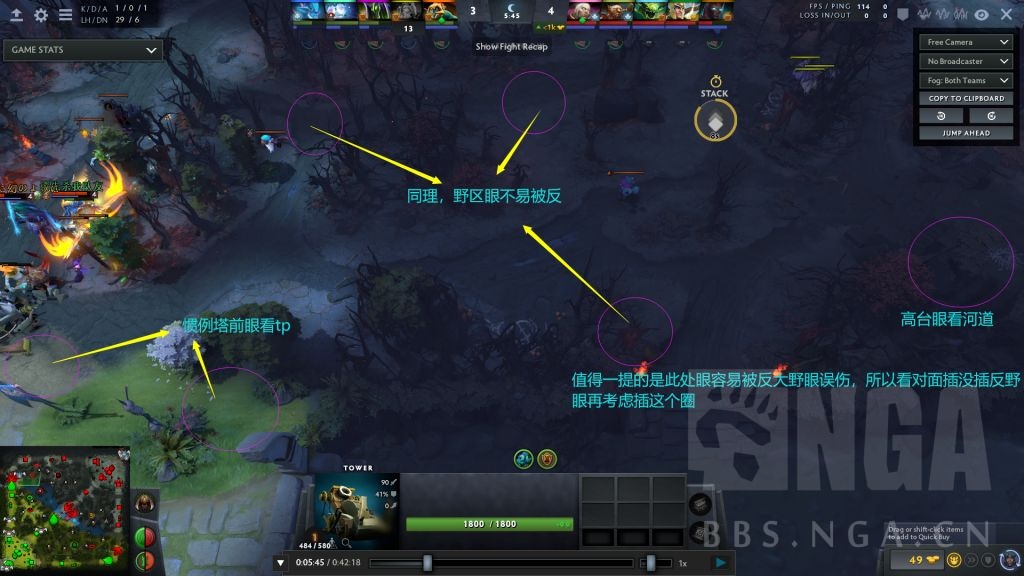 K/D/A 1 / 0 / 1
LH/DN 29 / 6
3
5:45
4
13
<1k
FPS / PING 114 0
LOSS IN/OUT 0 0
GAME STATS
Show Fight Recap
Free Camera
No Broadcaster
Fog: Both Teams
COPY TO CLIPBOARD
JUMP AHEAD
STACK
8s
同理，野区眼不易被反
惯例塔前眼看tp
高台眼看河道
值得一提的是此处眼容易被反大野眼误伤，所以看对面插没插反野
眼再考虑插这个圈
NGA
BBS.NGA.CN
TOWER
90
41%
0
484 / 580
1800 / 1800
Drag or shift-click items
to add to Quick Buy
49
0:05:45 / 0:42:18
1x